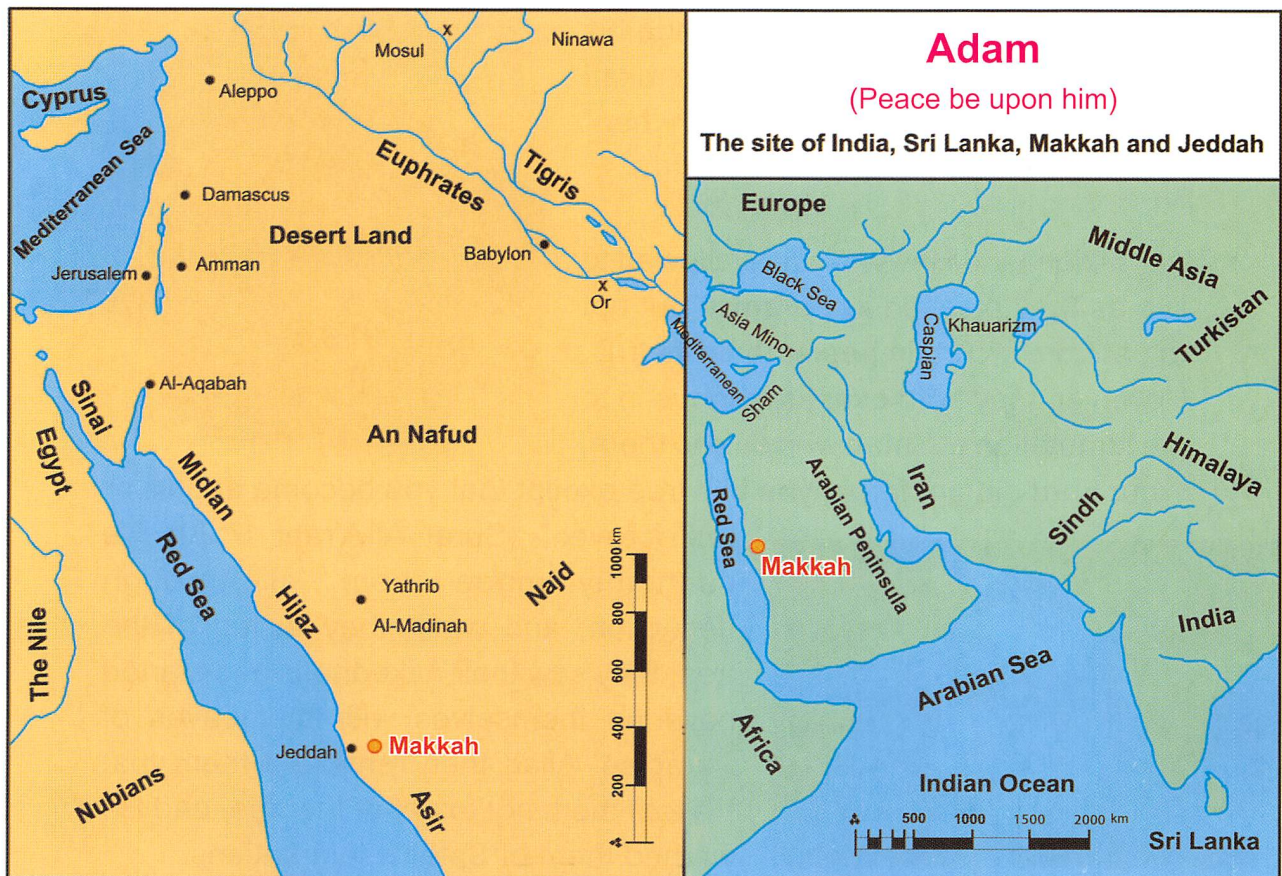 Adam
(Peace be upon him)
The site of India, Sri Lanka, Makkah and Jeddah
Mosul
x
Ninawa
Cyprus
Aleppo
Mediterranean Sea
Euphrates
Tigris
Damascus
Desert Land
Babylon
Jerusalem
Amman
x
Or
Al-Aqabah
Sinai
Egypt
An Nafud
Midian
Red Sea
Hijaz
Yathrib
Al-Madinah
Najd
The Nile
Jeddah
Makkah
Nubians
Asir
1000 km
800
600
400
200
Europe
Middle Asia
Black Sea
Turkistan
Asia Minor
Caspian
Khauarizm
Mediterranean
Sham
Himalaya
Iran
Sindh
Red Sea
Arabian Peninsula
Makkah
India
Arabian Sea
Africa
Indian Ocean
500 1000 1500 2000 km
Sri Lanka